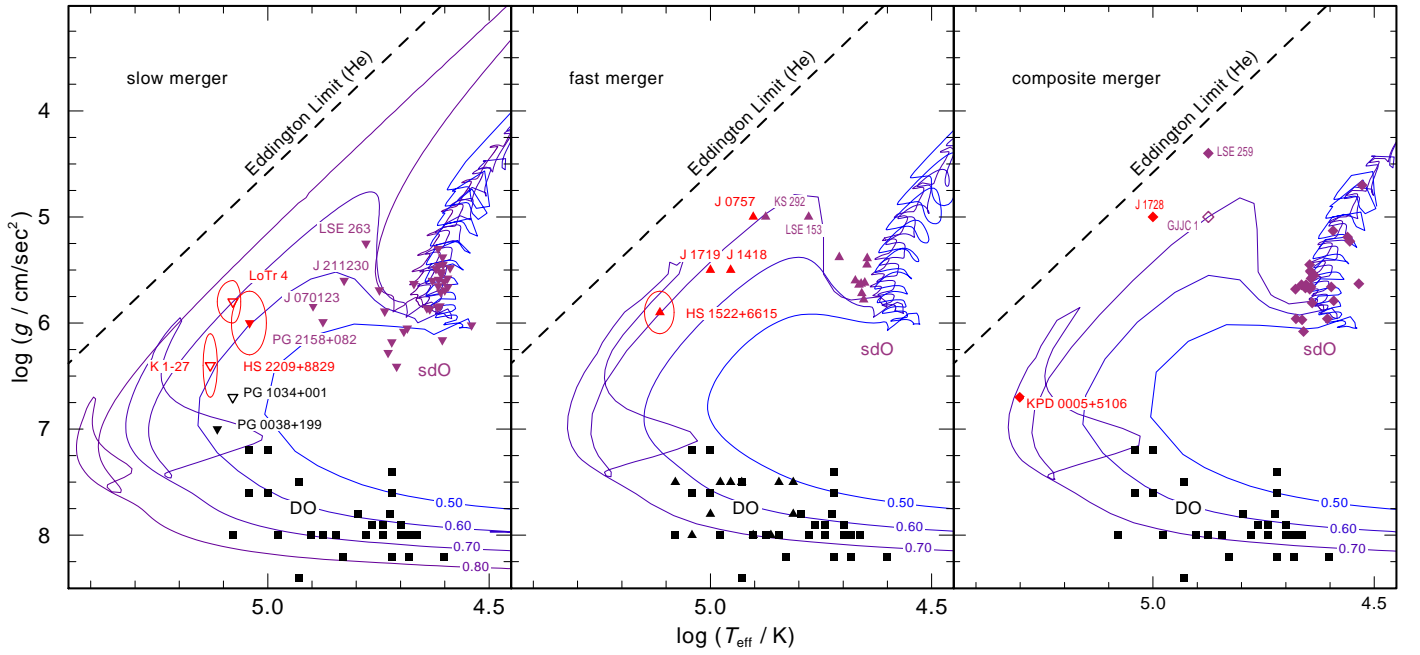 slow merger
Eddington Limit (He)
LSE 263
J 211230
LoTr 4
J 070123
PG 2158+082
K 1-27
HS 2209+8829
sdO
PG 1034+001
PG 0038+199
DO
0.50
0.60
0.70
0.80
fast merger
Eddington Limit (He)
J 0757
KS 292
LSE 153
J 1719
J 1418
HS 1522+6615
sdO
DO
0.50
0.60
0.70
composite merger
Eddington Limit (He)
LSE 259
J 1728
GJJC 1
sdO
KPD 0005+5106
DO
0.50
0.60
0.70
4
5
6
7
8
log (g / cm/sec²)
5.0
4.5
5.0
4.5
5.0
4.5
log (Teff / K)